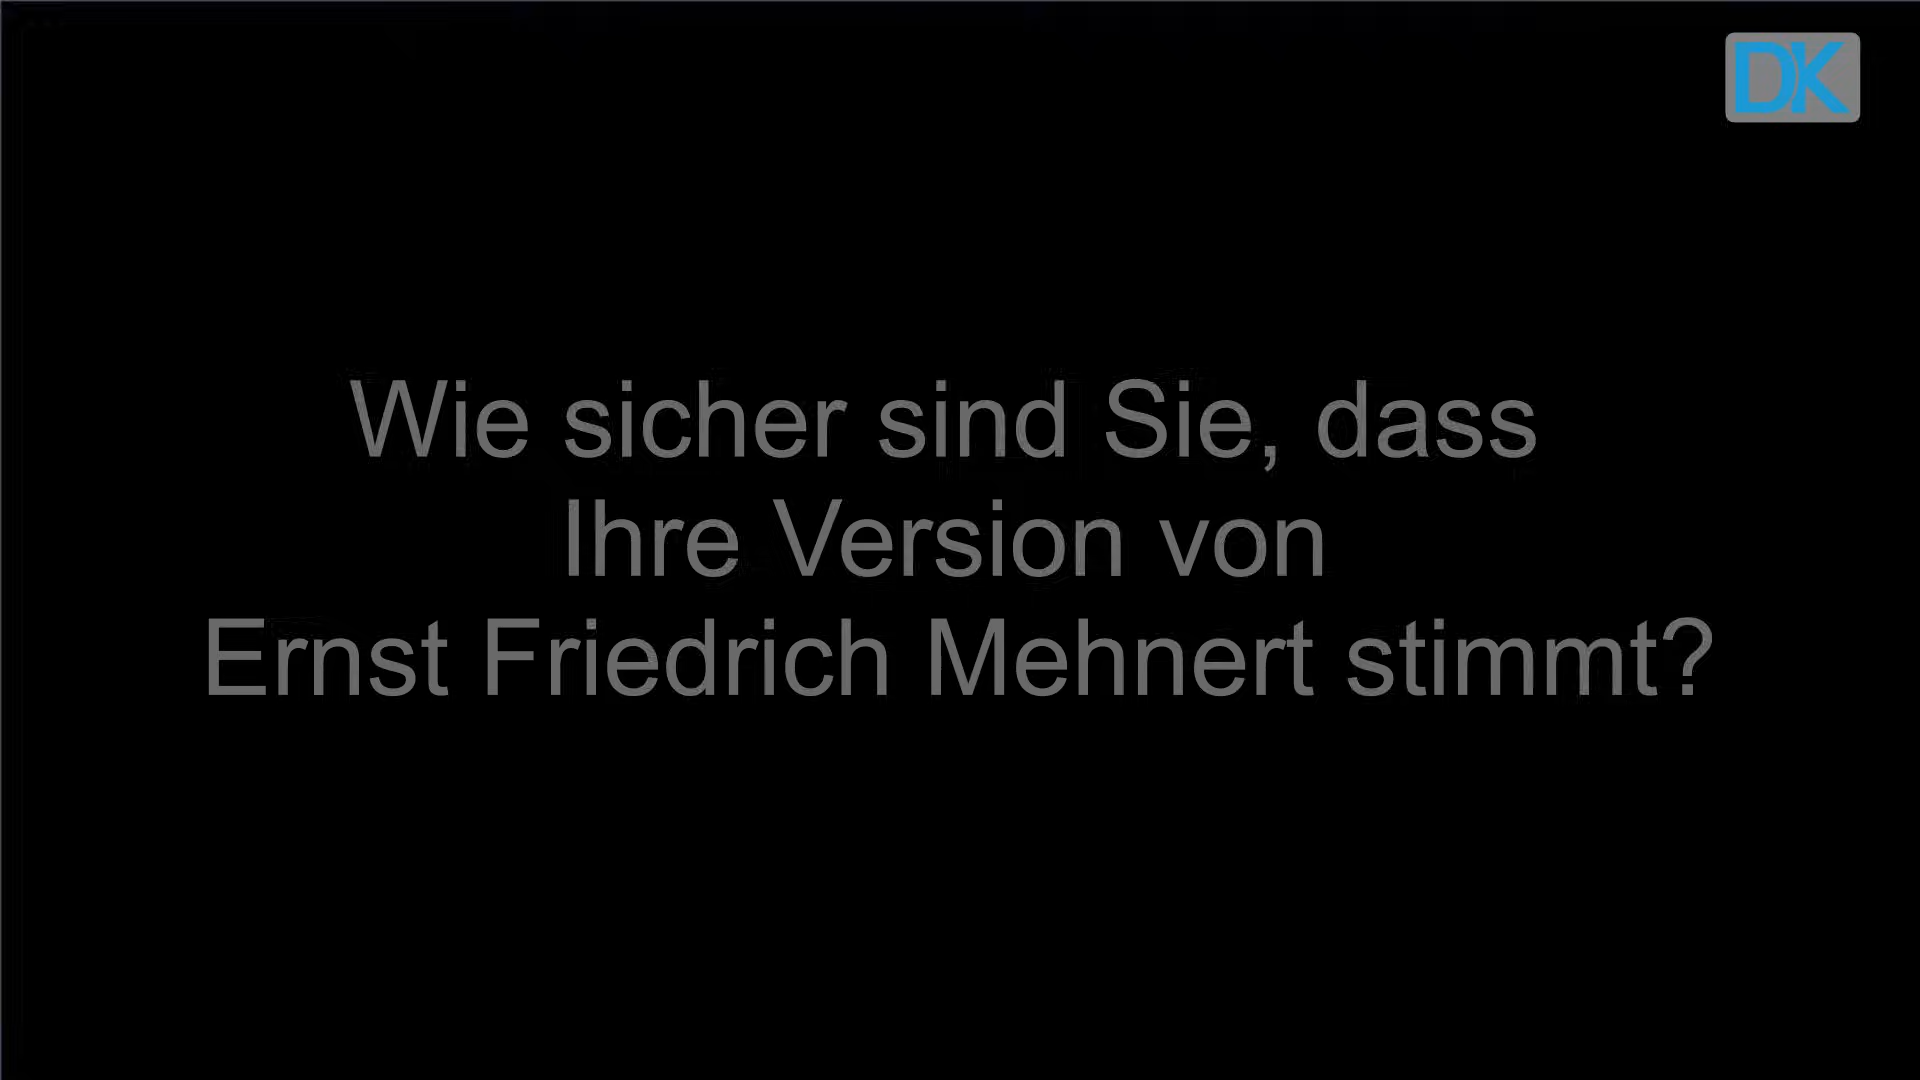 DK
Wie sicher sind Sie, dass
Ihre Version von
Ernst Friedrich Mehnert stimmt?